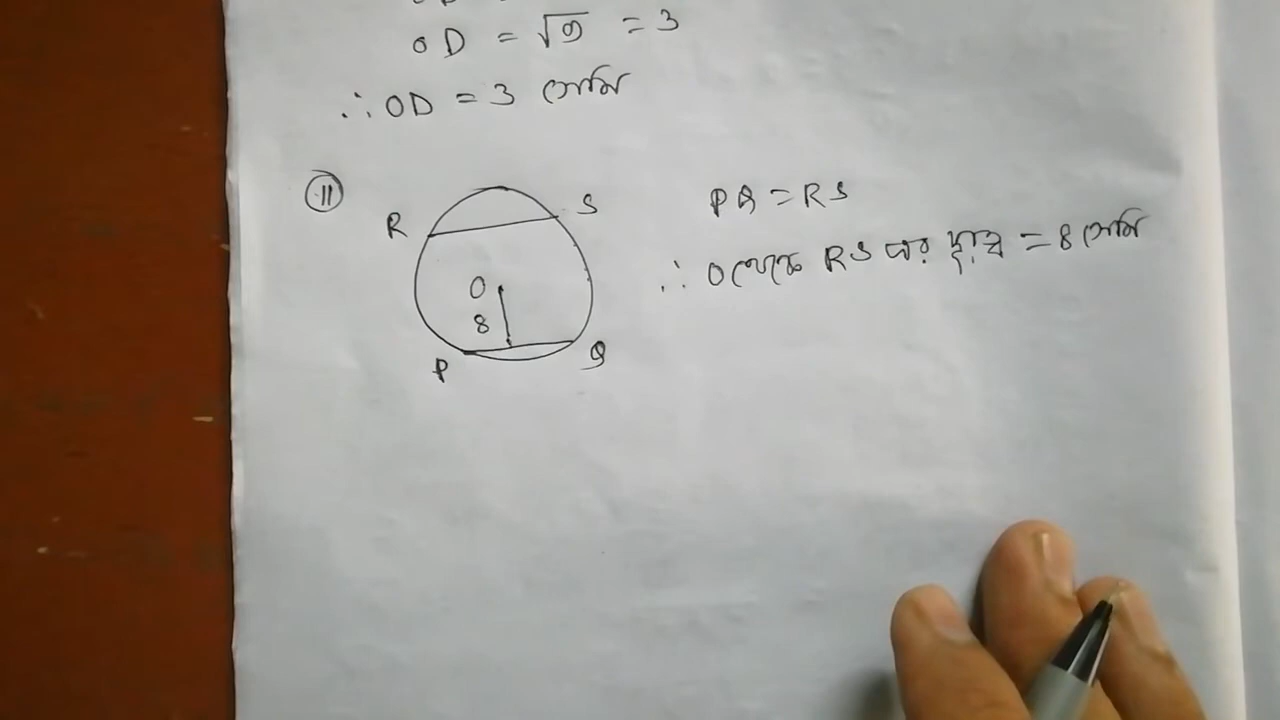 OD = √9 = 3
∴ OD = 3 সেমি
11
R
S
O
8
P
Q
PQ = RS
∴ O থেকে RS এর দূরত্ব = 8 সেমি